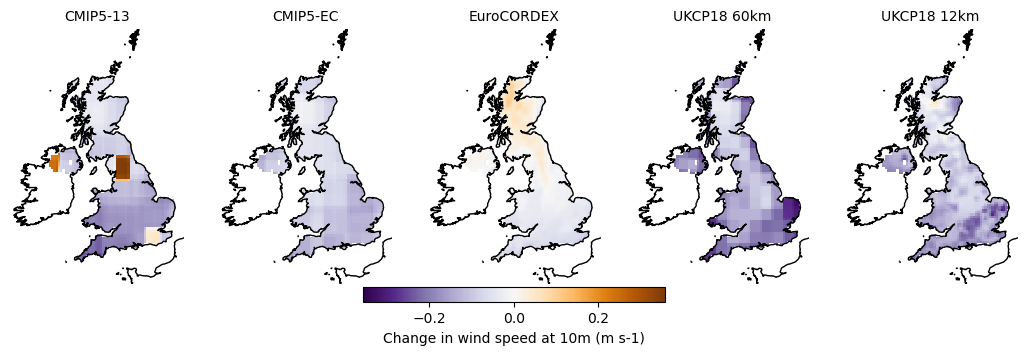 CMIP5-13
CMIP5-EC
EuroCORDEX
UKCP18 60km
UKCP18 12km
−0.2
0.0
0.2
Change in wind speed at 10m (m s-1)